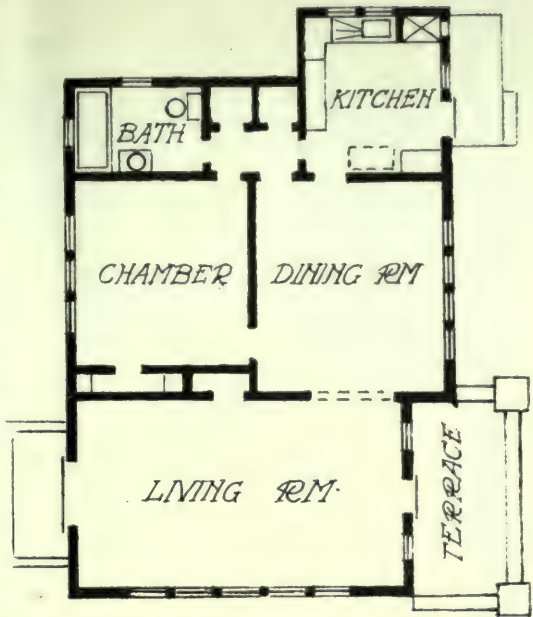 KITCHEN
BATH
CHAMBER
DINING RM
LIVING RM.
TERRACE